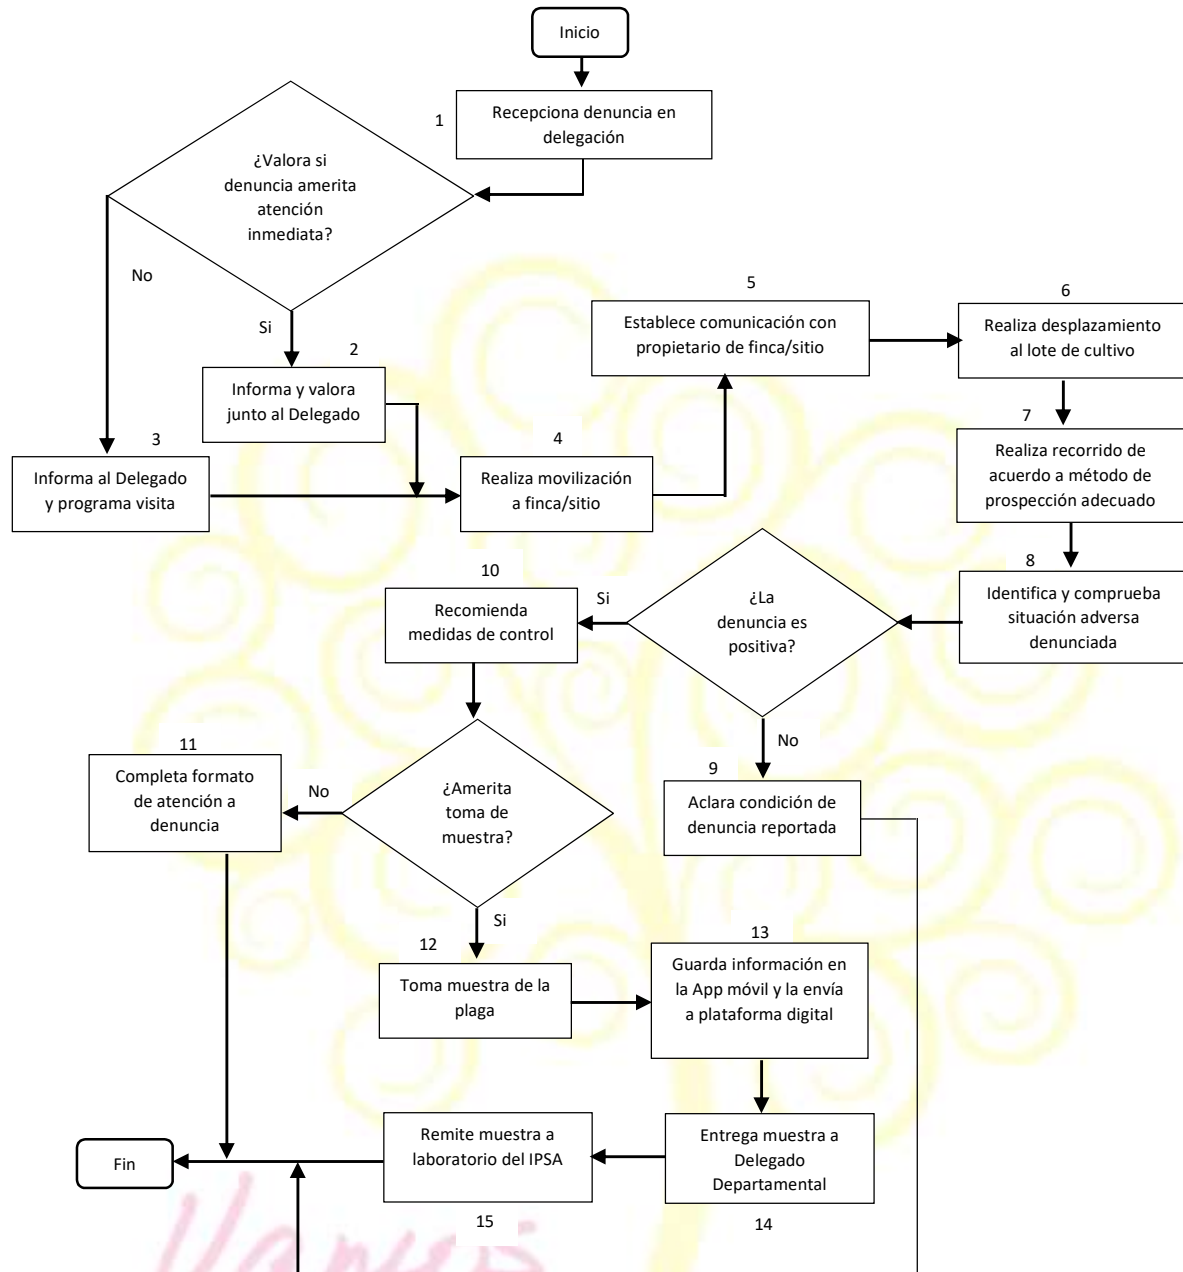 Inicio
1
Recepciona denuncia en
delegación
¿Valora si
denuncia amerita
atención
inmediata?
No
Si
2
Informa y valora
junto al Delegado
3
Informa al Delegado
y programa visita
4
Realiza movilización
a finca/sitio
5
Establece comunicación con
propietario de finca/sitio
6
Realiza desplazamiento
al lote de cultivo
7
Realiza recorrido de
acuerdo a método de
prospección adecuado
8
Identifica y comprueba
situación adversa
denunciada
¿La
denuncia es
positiva?
Si
No
9
Aclara condición de
denuncia reportada
10
Recomienda
medidas de control
¿Amerita
toma de
muestra?
No
Si
11
Completa formato
de atención a
denuncia
12
Toma muestra de la
plaga
13
Guarda información en
la App móvil y la envía
a plataforma digital
Entrega muestra a
Delegado
Departamental
14
Remite muestra a
laboratorio del IPSA
15
Fin
Vamos